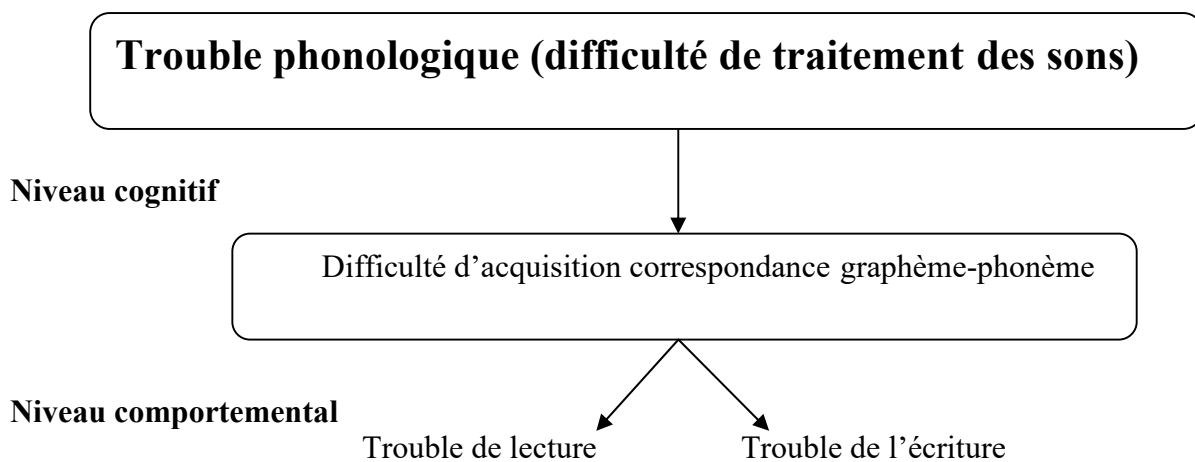 Trouble phonologique (difficulté de traitement des sons)
Niveau cognitif
Difficulté d’acquisition correspondance graphème-phonème
Niveau comportemental
Trouble de lecture
Trouble de l’écriture